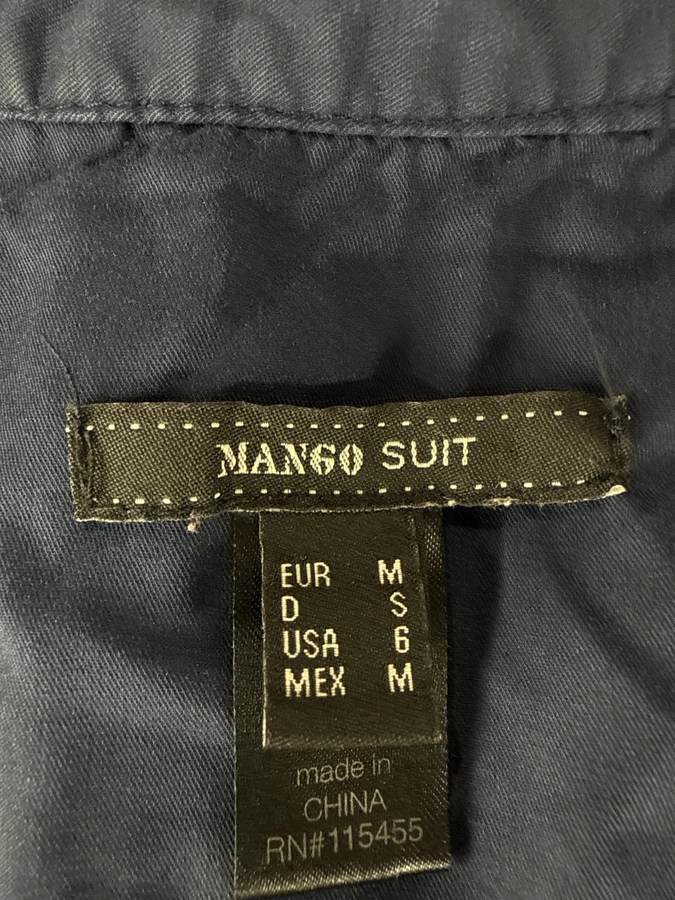 MANGO SUIT
EUR M
D S
USA 6
MEX M
made in
CHINA
RN#115455